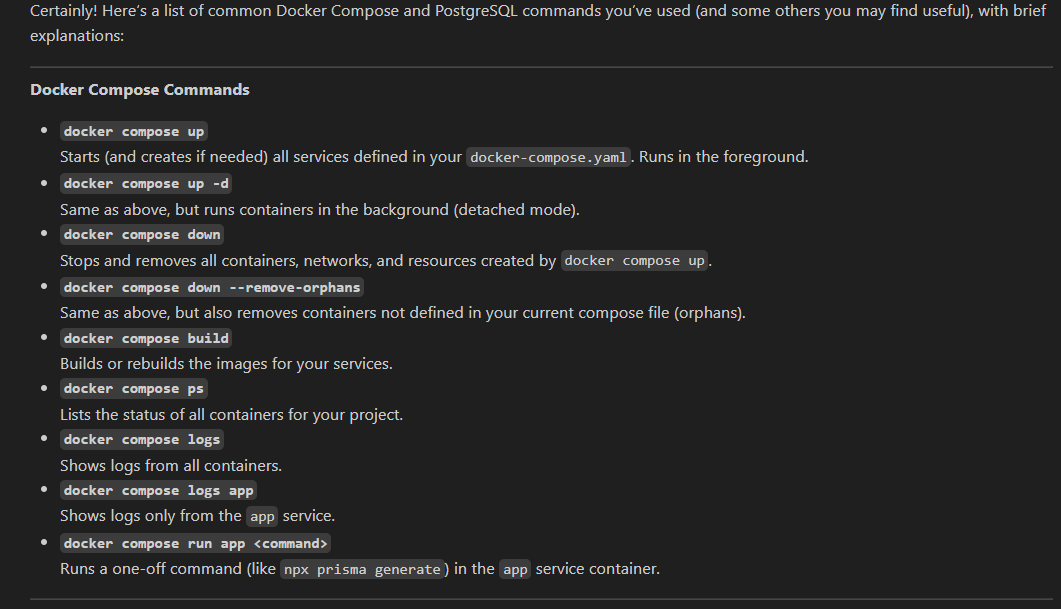 Certainly! Here's a list of common Docker Compose and PostgreSQL commands you've used (and some others you may find useful), with brief
explanations:
Docker Compose Commands
• docker compose up
Starts (and creates if needed) all services defined in your docker-compose.yaml. Runs in the foreground.
• docker compose up -d
Same as above, but runs containers in the background (detached mode).
• docker compose down
Stops and removes all containers, networks, and resources created by docker compose up.
• docker compose down --remove-orphans
Same as above, but also removes containers not defined in your current compose file (orphans).
• docker compose build
Builds or rebuilds the images for your services.
• docker compose ps
Lists the status of all containers for your project.
• docker compose logs
Shows logs from all containers.
• docker compose logs app
Shows logs only from the app service.
• docker compose run app <command>
Runs a one-off command (like npx prisma generate) in the app service container.